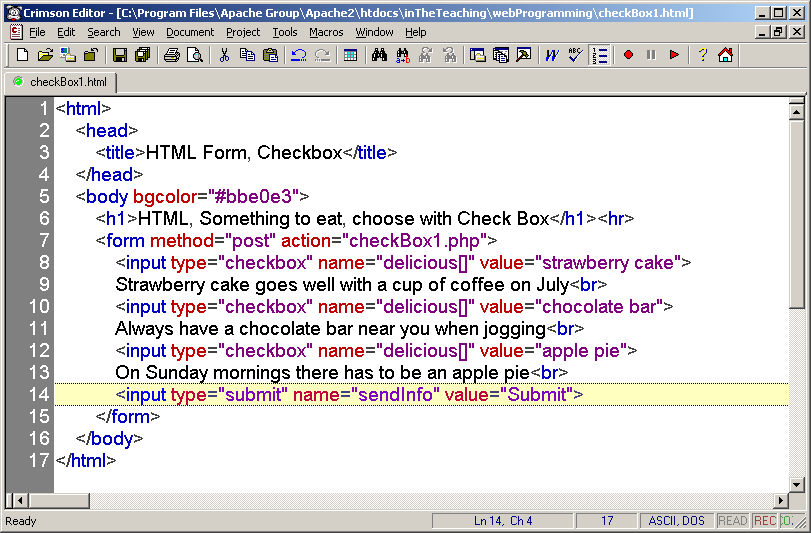 Crimson Editor - [C:\Program Files\Apache Group\Apache2\htdocs\inTheTeaching\webProgramming\checkBox1.html]
File Edit Search View Document Project Tools Macros Window Help
checkBox1.html
1 <html>
2 <head>
3 <title>HTML Form, Checkbox</title>
4 </head>
5 <body bgcolor="#bbe0e3">
6 <h1>HTML, Something to eat, choose with Check Box</h1><hr>
7 <form method="post" action="checkBox1.php">
8 <input type="checkbox" name="delicious[]" value="strawberry cake">
9 Strawberry cake goes well with a cup of coffee on July<br>
10 <input type="checkbox" name="delicious[]" value="chocolate bar">
11 Always have a chocolate bar near you when jogging<br>
12 <input type="checkbox" name="delicious[]" value="apple pie">
13 On Sunday mornings there has to be an apple pie<br>
14 <input type="submit" name="sendInfo" value="Submit">
15 </form>
16 </body>
17 </html>
Ready Ln 14, Ch 4 17 ASCII, DOS READ REC